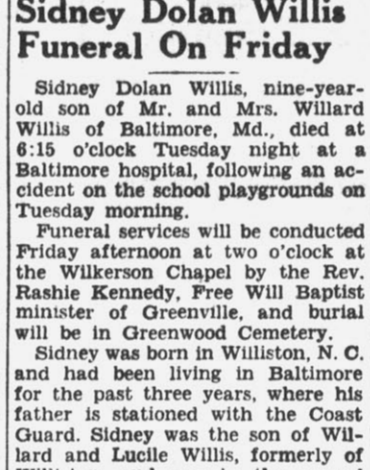 Sidney Dolan Willis
Funeral On Friday
Sidney Dolan Willis, nine-year-
old son of Mr. and Mrs. Willard
Willis of Baltimore, Md., died at
6:15 o'clock Tuesday night at a
Baltimore hospital, following an ac-
cident on the school playgrounds on
Tuesday morning.
Funeral services will be conducted
Friday afternoon at two o'clock at
the Wilkerson Chapel by the Rev.
Rashie Kennedy, Free Will Baptist
minister of Greenville, and burial
will be in Greenwood Cemetery.
Sidney was born in Williston, N. C.
and had been living in Baltimore
for the past three years, where his
father is stationed with the Coast
Guard. Sidney was the son of Wil-
lard and Lucile Willis, formerly of